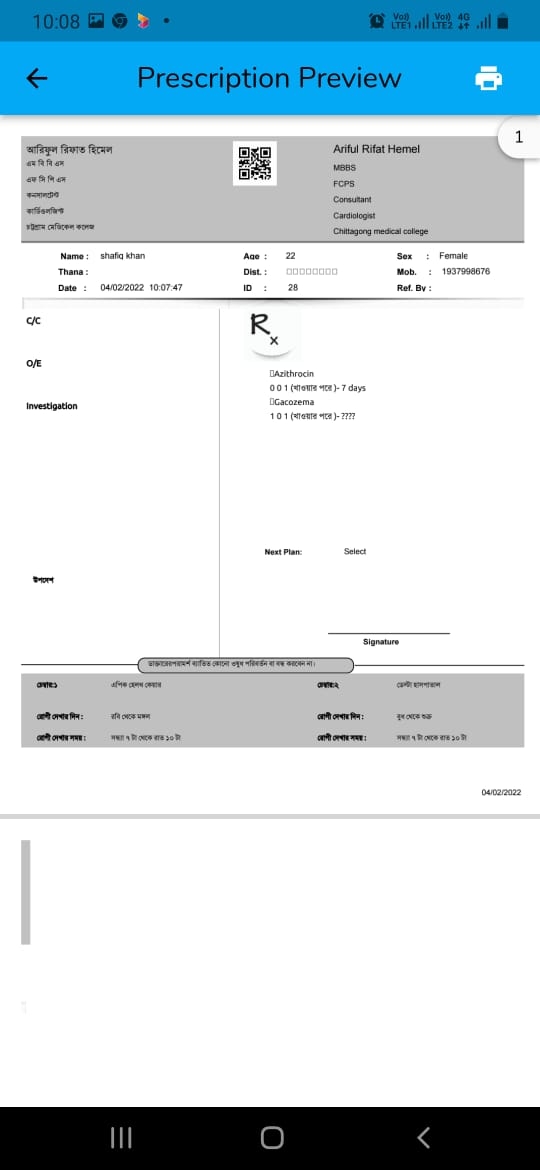 10:08
Vo)) LTE1 Vo)) LTE2 4G
Prescription Preview
1
আরিফুল রিফাত হিমেল
এম বি বি এস
এফ সি পি এস
কনসালটেন্ট
কার্ডিওলজিস্ট
চট্টগ্রাম মেডিকেল কলেজ
Ariful Rifat Hemel
MBBS
FCPS
Consultant
Cardiologist
Chittagong medical college
Name : shafiq khan Age : 22 Sex : Female
Thana : Dist. : Mob. : 1937998676
Date : 04/02/2022 10:07:47 ID : 28 Ref. By :
C/C
O/E
Investigation
Rx
Azithrocin
0 0 1 (খাওয়ার পরে )- 7 days
Gacozema
1 0 1 (খাওয়ার পরে )- ????
Next Plan: Select
উপদেশ
Signature
ডাক্তারের পরামর্শ ব্যতিত কোনো ওষুধ পরিবর্তন বা বন্ধ করবেন না।
চেম্বার:১ এপিক হেলথ কেয়ার চেম্বার:২ ডেল্টা হাসপাতাল
রোগী দেখার দিন : রবি থেকে মঙ্গল রোগী দেখার দিন : বুধ থেকে শুক্র
রোগী দেখার সময় : সন্ধ্যা ৭ টা থেকে রাত ১০ টা রোগী দেখার সময় : সন্ধ্যা ৭ টা থেকে রাত ১০ টা
04/02/2022